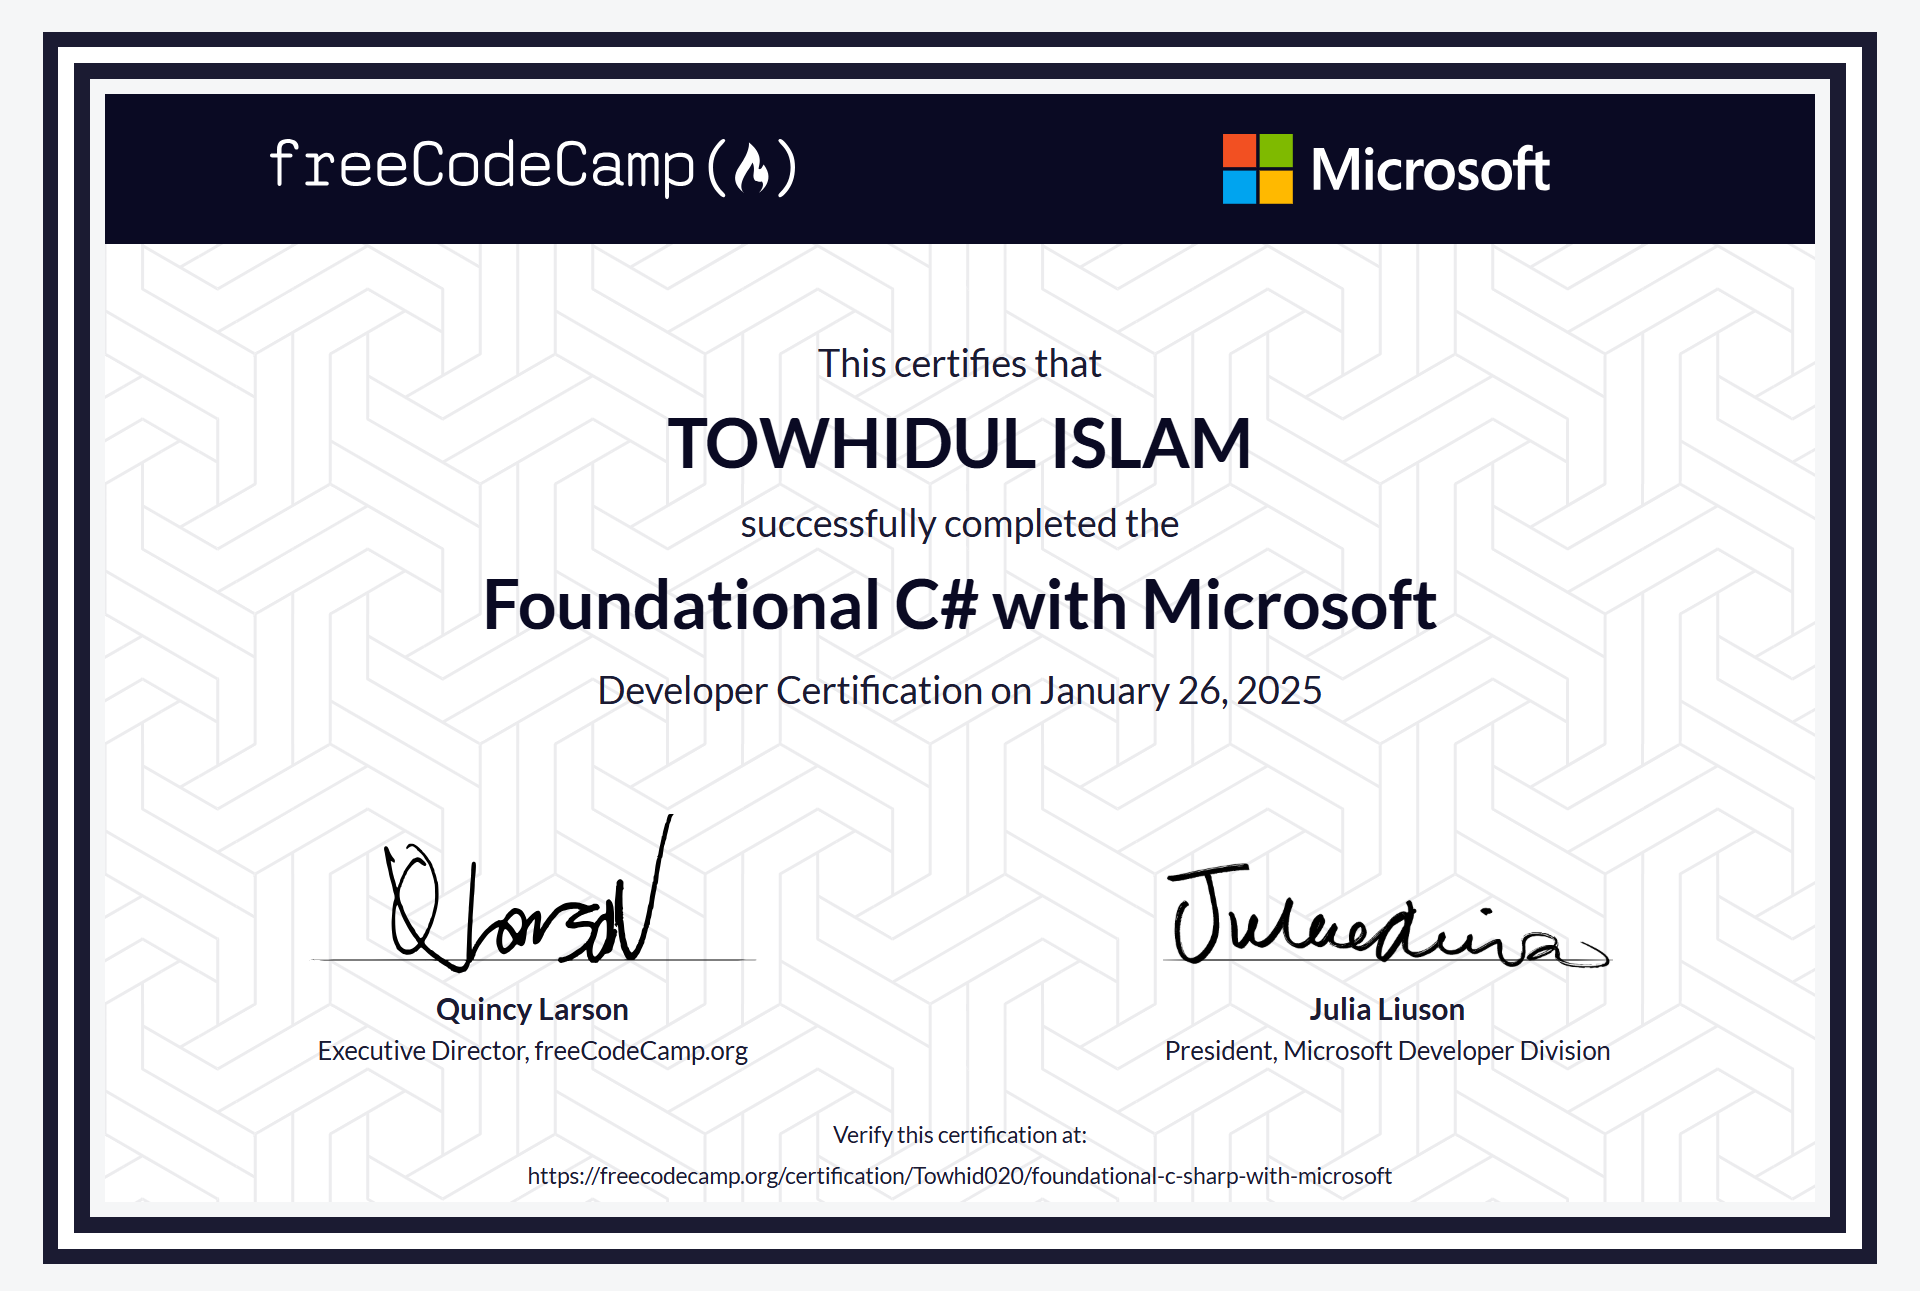 freeCodeCamp
Microsoft
This certifies that
TOWHIDUL ISLAM
successfully completed the
Foundational C# with Microsoft
Developer Certification on January 26, 2025
Quincy Larson
Executive Director, freeCodeCamp.org
Julia Liuson
President, Microsoft Developer Division
Verify this certification at:
https://freecodecamp.org/certification/Towhid020/foundational-c-sharp-with-microsoft